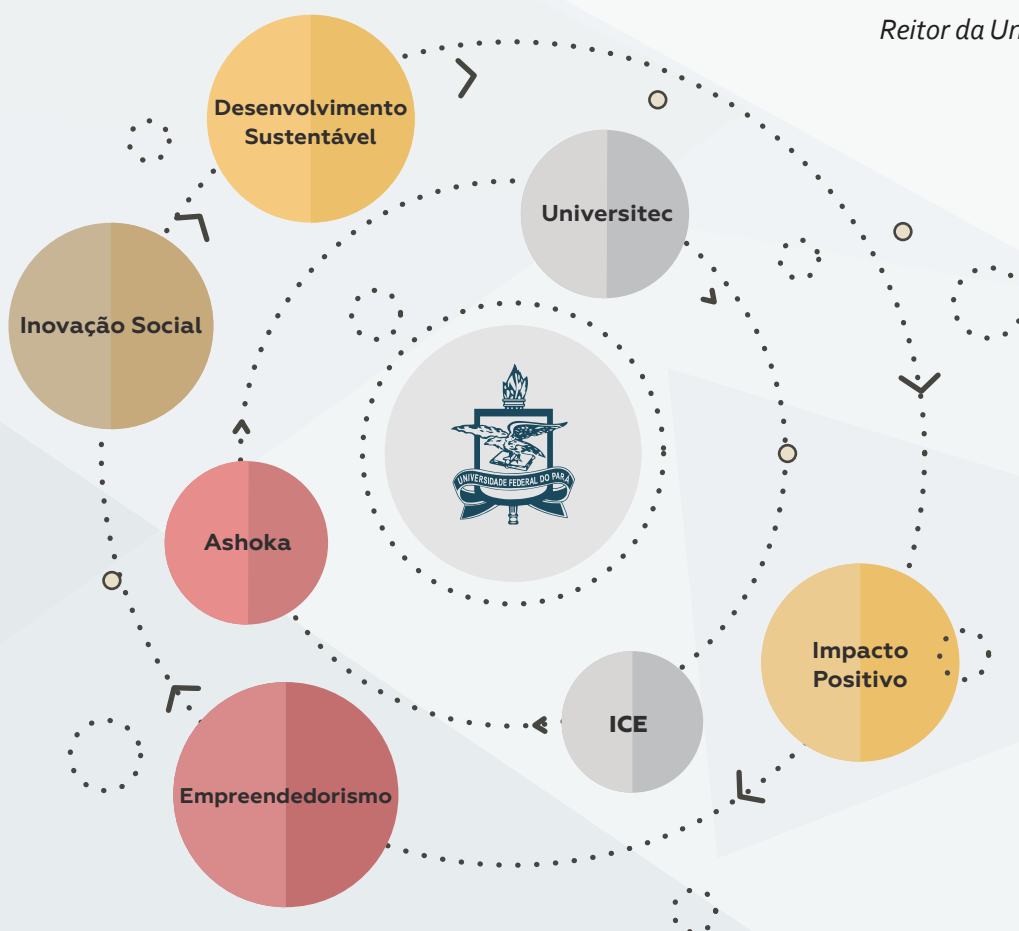 Reitor da Un
Desenvolvimento
Sustentável
Universitec
Inovação Social
UNIVERSIDADE FEDERAL DO PARÁ
Ashoka
Impacto
Positivo
ICE
Empreendedorismo